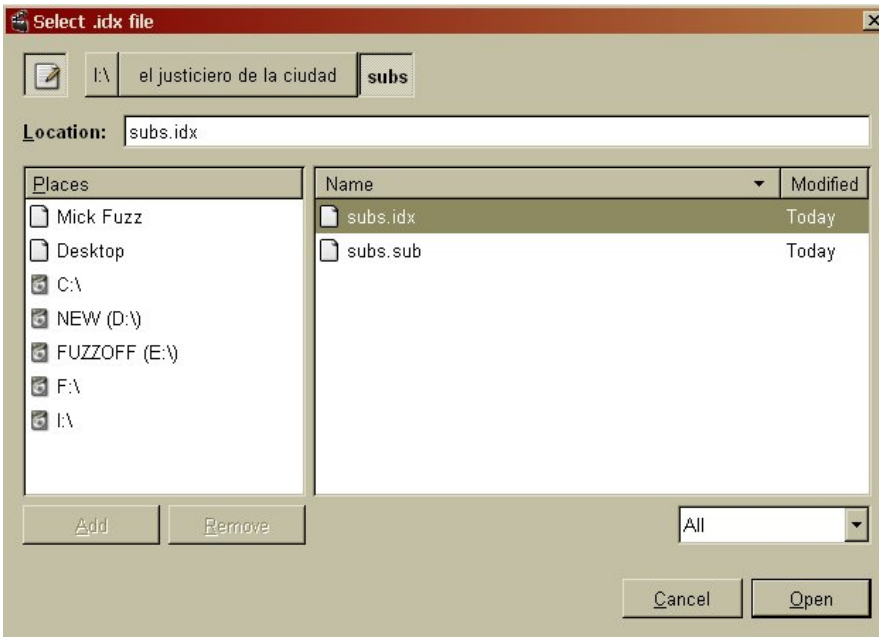 Select .idx file
I:\ el justiciero de la ciudad subs
Location: subs.idx
Places
Mick Fuzz
Desktop
C:\
NEW (D:\)
FUZZOFF (E:\)
F:\
I:\
Name Modified
subs.idx Today
subs.sub Today
Add Remove
All
Cancel Open